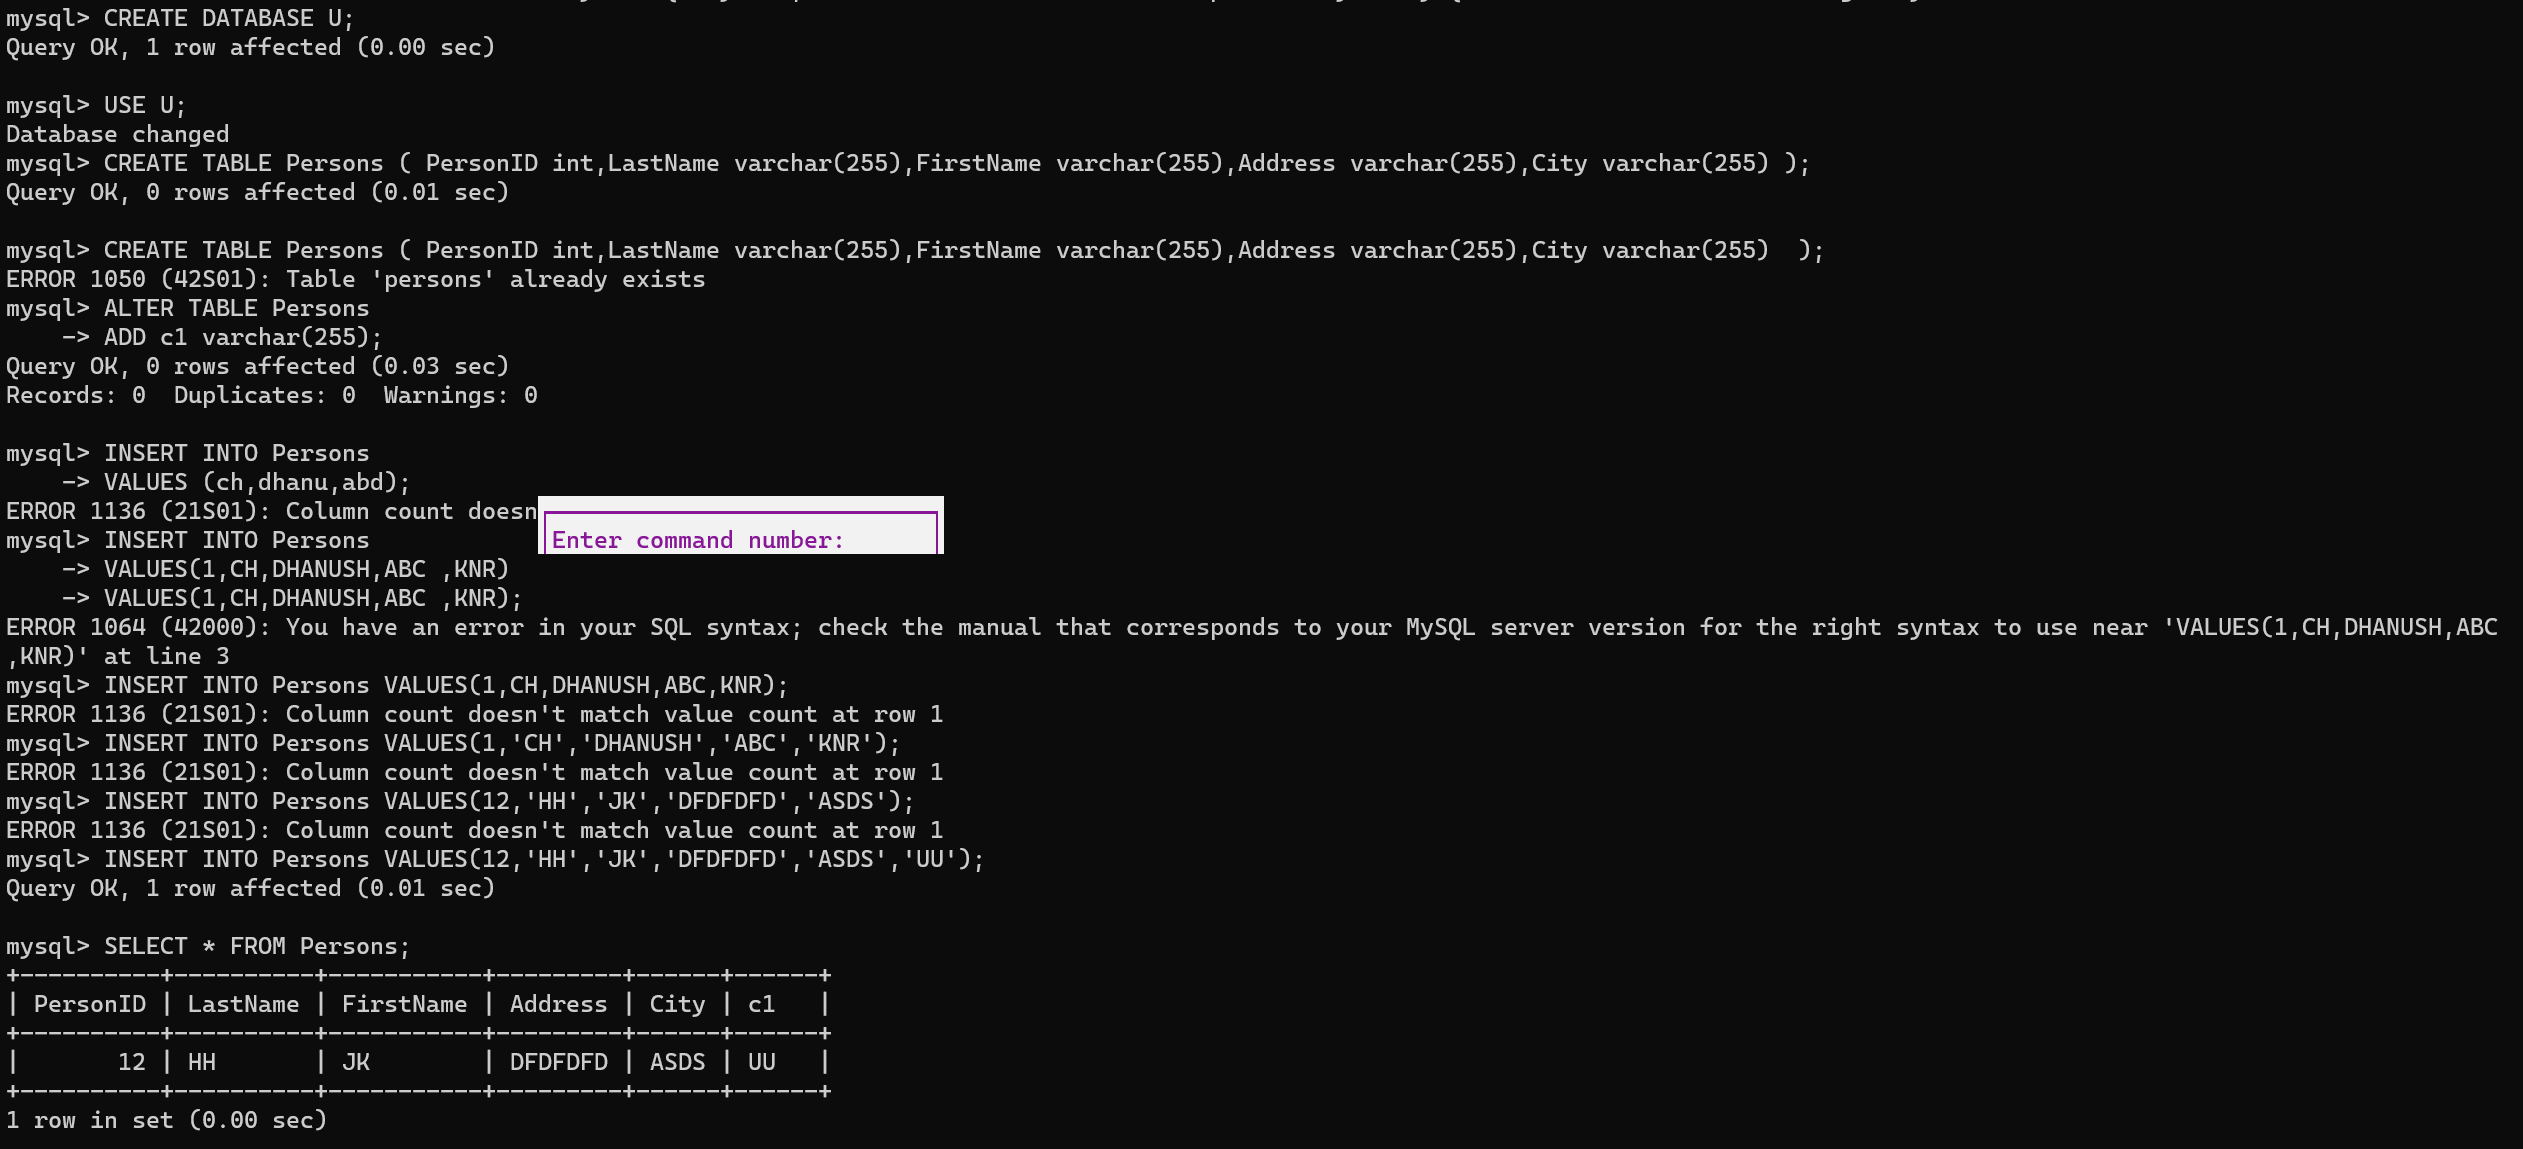 mysql> CREATE DATABASE U;
Query OK, 1 row affected (0.00 sec)
mysql> USE U;
Database changed
mysql> CREATE TABLE Persons ( PersonID int,LastName varchar(255),FirstName varchar(255),Address varchar(255),City varchar(255) );
Query OK, 0 rows affected (0.01 sec)
mysql> CREATE TABLE Persons ( PersonID int,LastName varchar(255),FirstName varchar(255),Address varchar(255),City varchar(255)  );
ERROR 1050 (42S01): Table 'persons' already exists
mysql> ALTER TABLE Persons
    -> ADD c1 varchar(255);
Query OK, 0 rows affected (0.03 sec)
Records: 0  Duplicates: 0  Warnings: 0
mysql> INSERT INTO Persons
    -> VALUES (ch,dhanu,abd);
ERROR 1136 (21S01): Column count doesn
mysql> INSERT INTO Persons
Enter command number:
    -> VALUES(1,CH,DHANUSH,ABC ,KNR)
    -> VALUES(1,CH,DHANUSH,ABC ,KNR);
ERROR 1064 (42000): You have an error in your SQL syntax; check the manual that corresponds to your MySQL server version for the right syntax to use near 'VALUES(1,CH,DHANUSH,ABC
,KNR)' at line 3
mysql> INSERT INTO Persons VALUES(1,CH,DHANUSH,ABC,KNR);
ERROR 1136 (21S01): Column count doesn't match value count at row 1
mysql> INSERT INTO Persons VALUES(1,'CH','DHANUSH','ABC','KNR');
ERROR 1136 (21S01): Column count doesn't match value count at row 1
mysql> INSERT INTO Persons VALUES(12,'HH','JK','DFDFDFD','ASDS');
ERROR 1136 (21S01): Column count doesn't match value count at row 1
mysql> INSERT INTO Persons VALUES(12,'HH','JK','DFDFDFD','ASDS','UU');
Query OK, 1 row affected (0.01 sec)
mysql> SELECT * FROM Persons;
+----------+----------+-----------+---------+------+------+
| PersonID | LastName | FirstName | Address | City | c1   |
+----------+----------+-----------+---------+------+------+
|       12 | HH       | JK        | DFDFDFD | ASDS | UU   |
+----------+----------+-----------+---------+------+------+
1 row in set (0.00 sec)